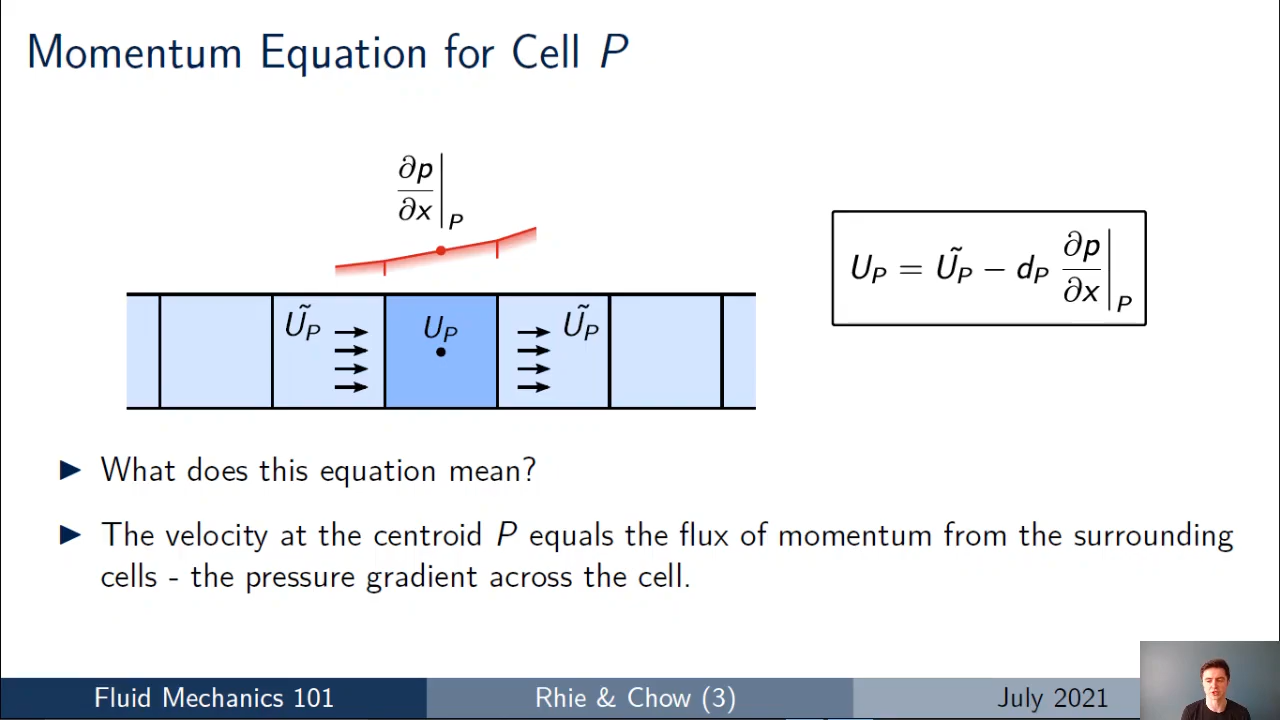 Momentum Equation for Cell P
∂p/∂x|_P
Ũ_P
U_P
Ũ_P
U_P = Ũ_P − d_P ∂p/∂x|_P
What does this equation mean?
The velocity at the centroid P equals the flux of momentum from the surrounding
cells - the pressure gradient across the cell.
Fluid Mechanics 101
Rhie & Chow (3)
July 2021